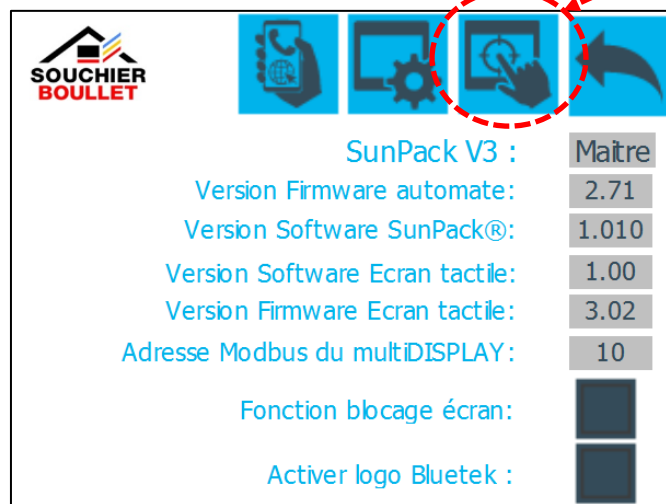 SOUCHIER
BOULLET
SunPack V3 : Maitre
Version Firmware automate: 2.71
Version Software SunPack®: 1.010
Version Software Ecran tactile: 1.00
Version Firmware Ecran tactile: 3.02
Adresse Modbus du multiDISPLAY: 10
Fonction blocage écran:
Activer logo Bluetek :